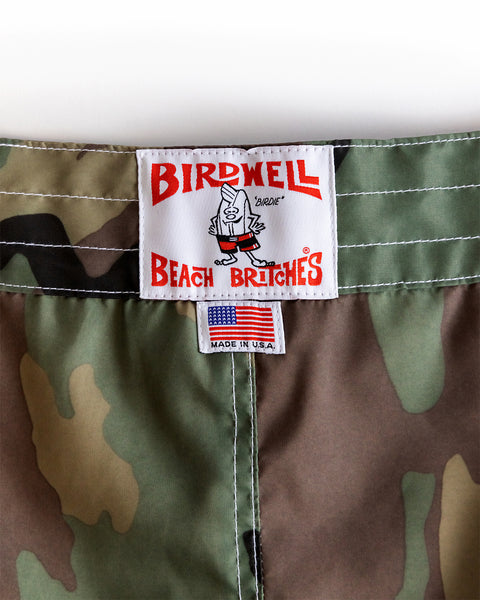 BIRDWELL
"BIRDIE"
BEACH BRITCHES®
MADE IN U.S.A.